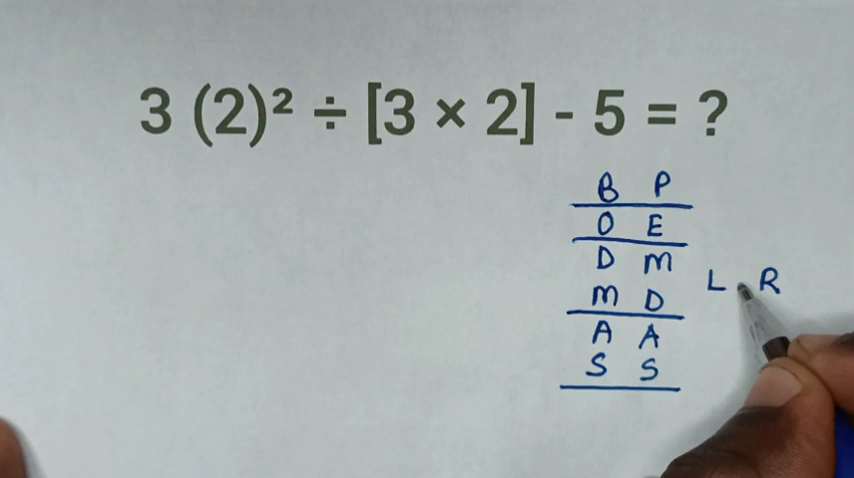 3 (2)² ÷ [3 × 2] - 5 = ?
B P
O E
D M
M D
L R
A A
S S